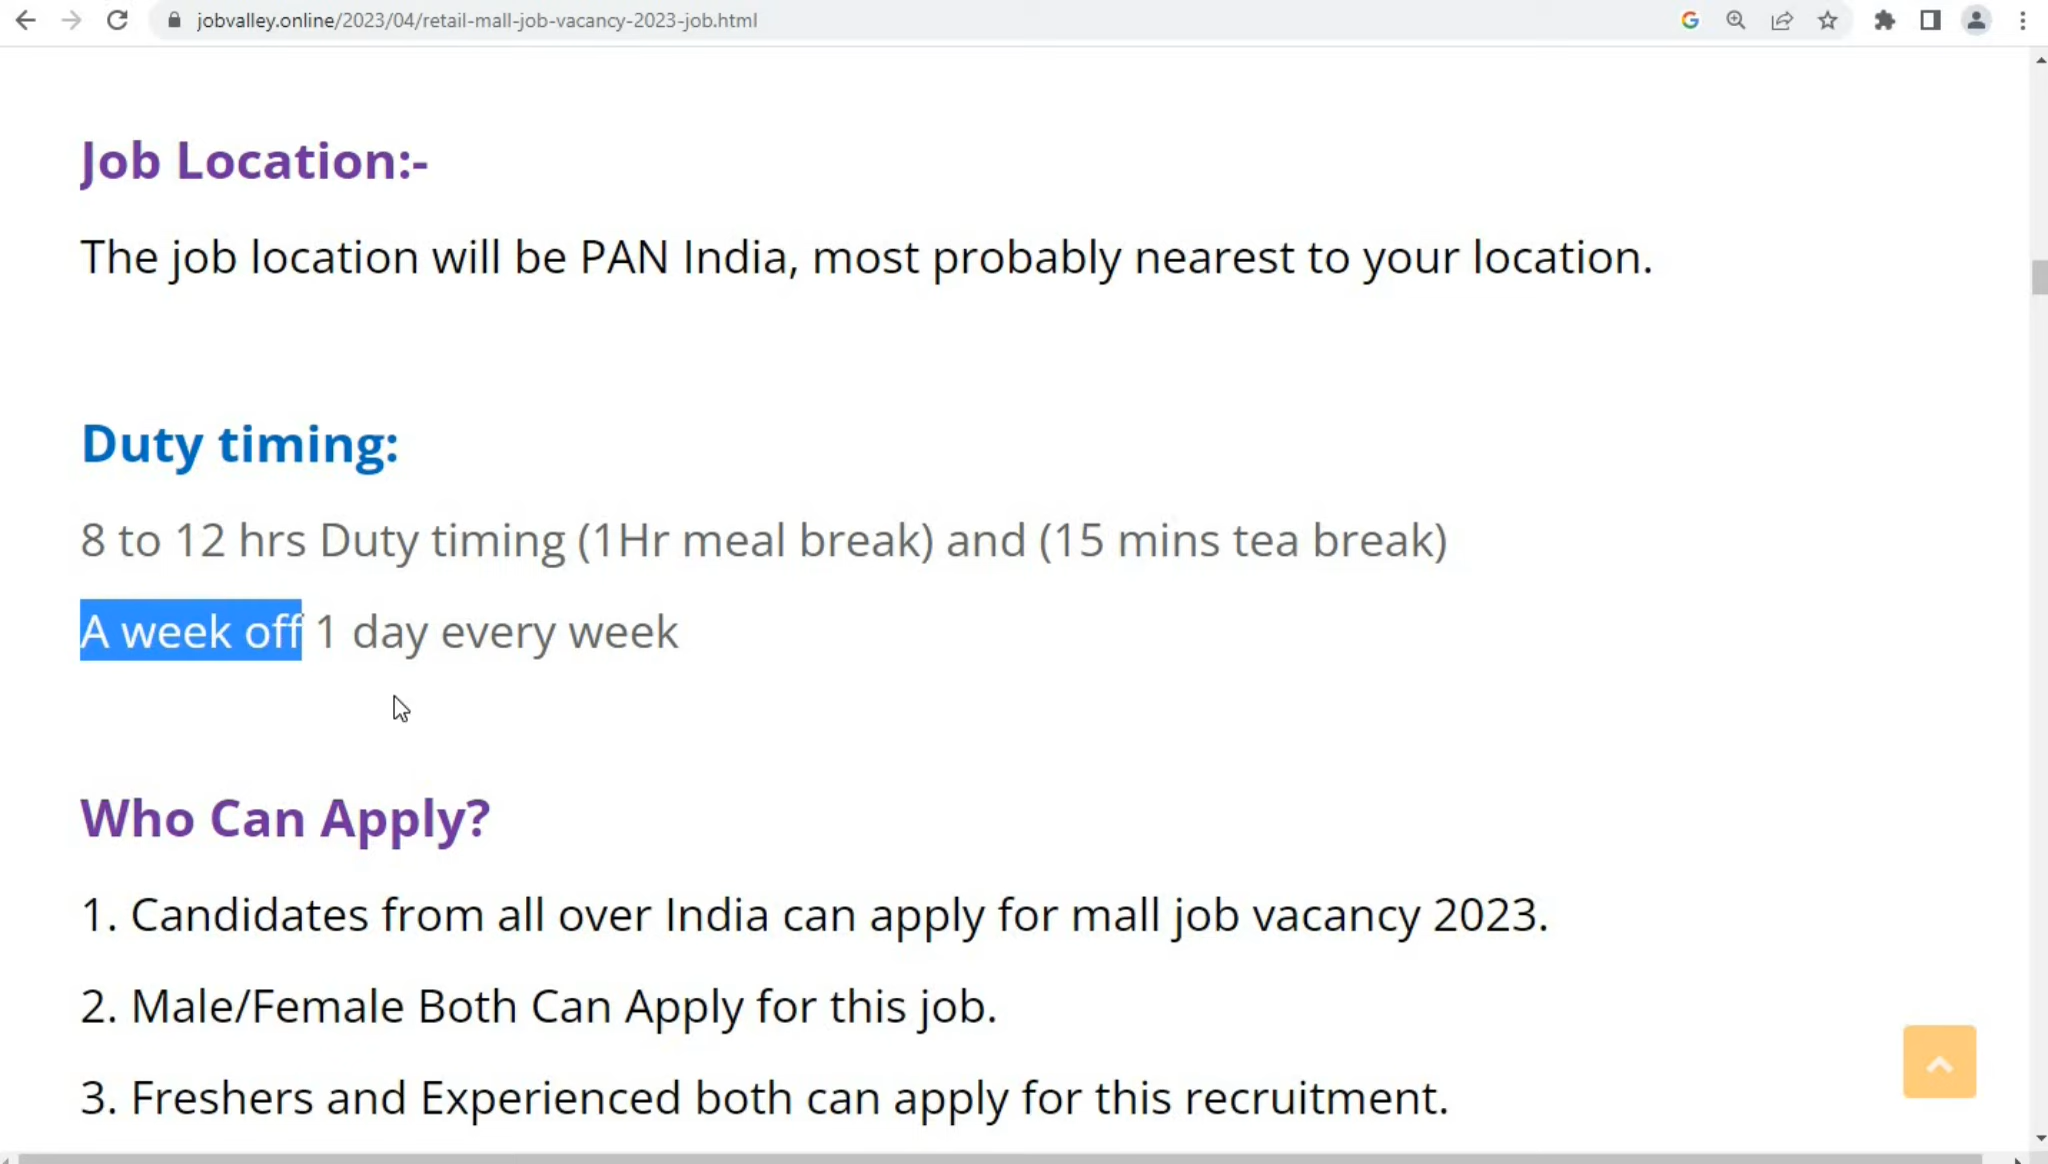 jobvalley.online/2023/04/retail-mall-job-vacancy-2023-job.html
Job Location:-
The job location will be PAN India, most probably nearest to your location.
Duty timing:
8 to 12 hrs Duty timing (1Hr meal break) and (15 mins tea break)
A week off 1 day every week
Who Can Apply?
1. Candidates from all over India can apply for mall job vacancy 2023.
2. Male/Female Both Can Apply for this job.
3. Freshers and Experienced both can apply for this recruitment.